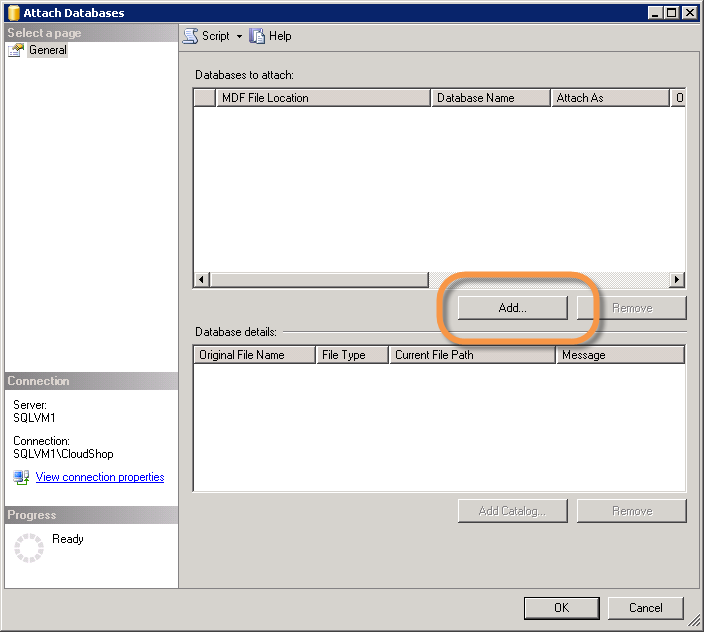 Attach Databases
Select a page
General
Script
Help
Databases to attach:
MDF File Location
Database Name
Attach As
O
Add...
Remove
Database details:
Original File Name
File Type
Current File Path
Message
Add Catalog...
Remove
Connection
Server:
SQLVM1
Connection:
SQLVM1\CloudShop
View connection properties
Progress
Ready
OK
Cancel